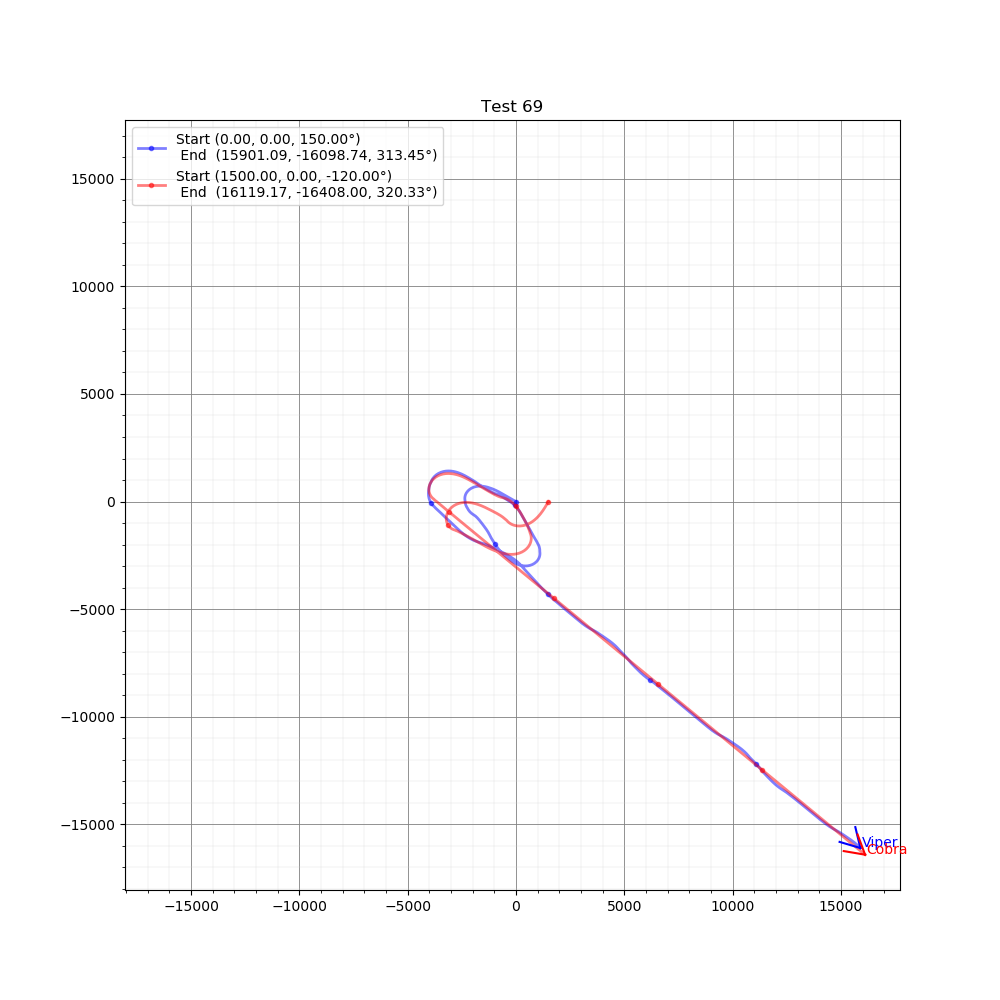 Test 69
Start (0.00, 0.00, 150.00°)
End (15901.09, -16098.74, 313.45°)
Start (1500.00, 0.00, -120.00°)
End (16119.17, -16408.00, 320.33°)
15000
10000
5000
0
−5000
−10000
−15000
Viper
Cobra
−15000 −10000 −5000 0 5000 10000 15000